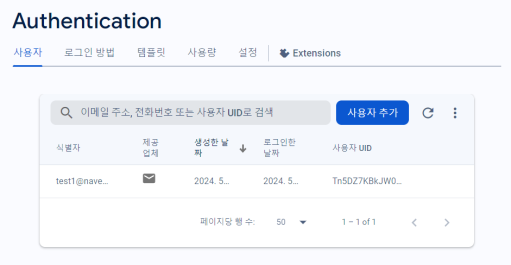 Authentication
사용자 로그인 방법 템플릿 사용량 설정 Extensions
이메일 주소, 전화번호 또는 사용자 UID로 검색 사용자 추가
식별자 제공 업체 생성한 날짜 로그인한 날짜 사용자 UID
test1@nave... 2024. 5... 2024. 5... Tn5DZ7KBkJW0...
페이지당 행 수: 50 1 – 1 of 1